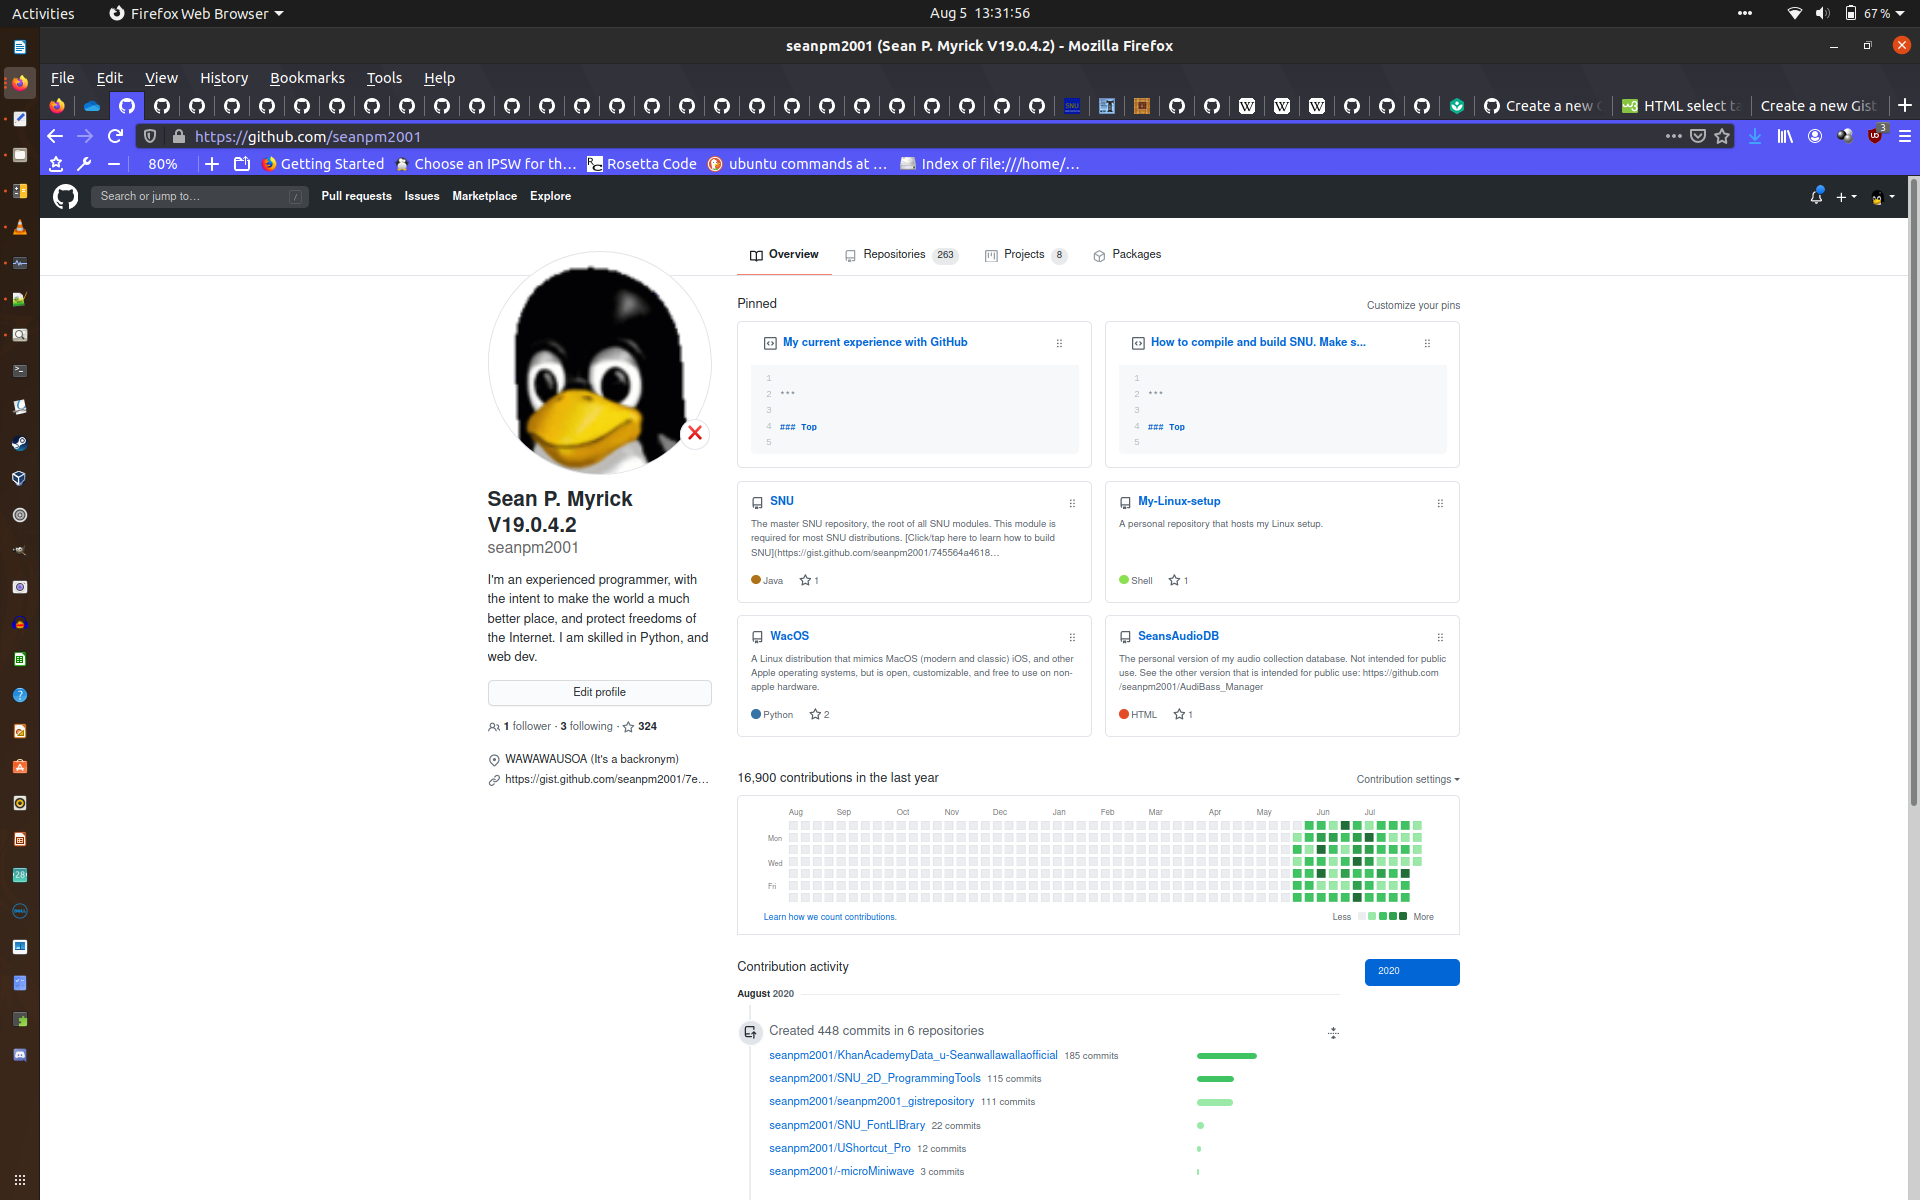 Activities
Firefox Web Browser
Aug 5 13:31:56
67 %
seanpm2001 (Sean P. Myrick V19.0.4.2) - Mozilla Firefox
File Edit View History Bookmarks Tools Help
SNU
W W W
Create a new
W3
HTML select ta
Create a new Gist
https://github.com/seanpm2001
3
80%
Getting Started
Choose an IPSW for th…
Rosetta Code
ubuntu commands at …
Index of file:///home/…
Search or jump to…
/
Pull requests Issues Marketplace Explore
Overview
Repositories 263
Projects 8
Packages
Sean P. Myrick
V19.0.4.2
seanpm2001
I'm an experienced programmer, with
the intent to make the world a much
better place, and protect freedoms of
the Internet. I am skilled in Python, and
web dev.
Edit profile
1 follower · 3 following · 324
WAWAWAUSOA (It's a backronym)
https://gist.github.com/seanpm2001/7e…
Pinned
Customize your pins
My current experience with GitHub
1
2 ***
3
4 ### Top
5
How to compile and build SNU. Make s...
1
2 ***
3
4 ### Top
5
SNU
The master SNU repository, the root of all SNU modules. This module is
required for most SNU distributions. [Click/tap here to learn how to build
SNU](https://gist.github.com/seanpm2001/745564a4618…
Java 1
My-Linux-setup
A personal repository that hosts my Linux setup.
Shell 1
WacOS
A Linux distribution that mimics MacOS (modern and classic) iOS, and other
Apple operating systems, but is open, customizable, and free to use on non-
apple hardware.
Python 2
SeansAudioDB
The personal version of my audio collection database. Not intended for public
use. See the other version that is intended for public use: https://github.com
/seanpm2001/AudiBass_Manager
HTML 1
16,900 contributions in the last year
Contribution settings
Aug Sep Oct Nov Dec Jan Feb Mar Apr May Jun Jul
Mon
Wed
Fri
Learn how we count contributions.
Less More
Contribution activity
2020
August 2020
Created 448 commits in 6 repositories
seanpm2001/KhanAcademyData_u-Seanwallawallaofficial 185 commits
seanpm2001/SNU_2D_ProgrammingTools 115 commits
seanpm2001/seanpm2001_gistrepository 111 commits
seanpm2001/SNU_FontLIBrary 22 commits
seanpm2001/UShortcut_Pro 12 commits
seanpm2001/-microMiniwave 3 commits